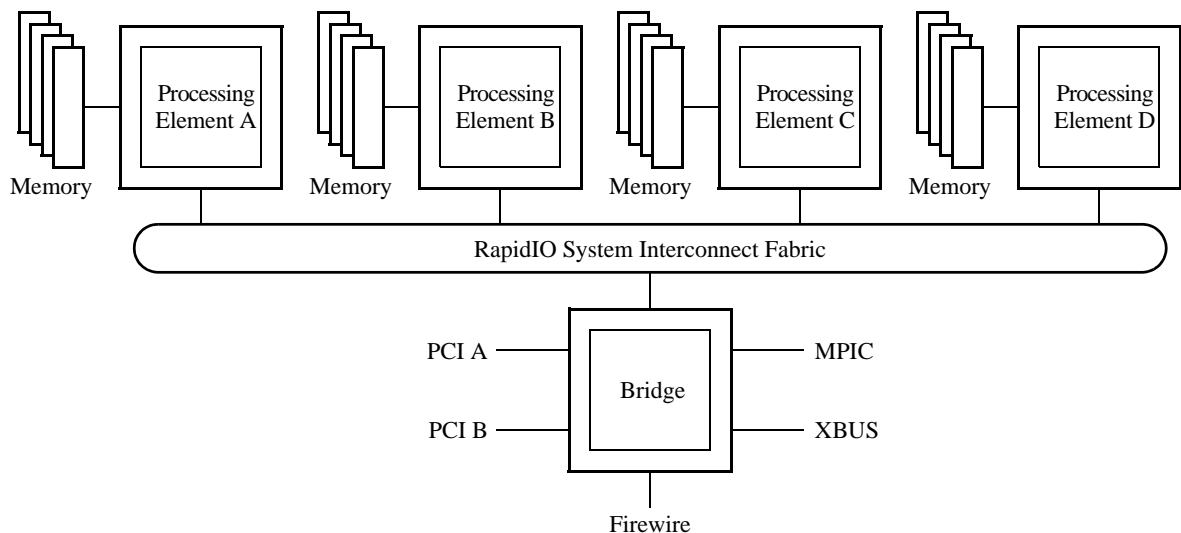 Processing
Element A
Processing
Element B
Processing
Element C
Processing
Element D
Memory
Memory
Memory
Memory
RapidIO System Interconnect Fabric
PCI A
MPIC
Bridge
PCI B
XBUS
Firewire